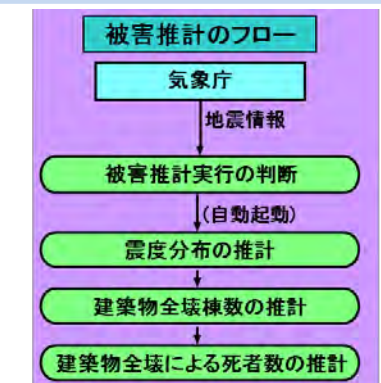 被害推計のフロー
気象庁
地震情報
被害推計実行の判断
(自動起動)
震度分布の推計
建築物全壊棟数の推計
建築物全壊による死者数の推計